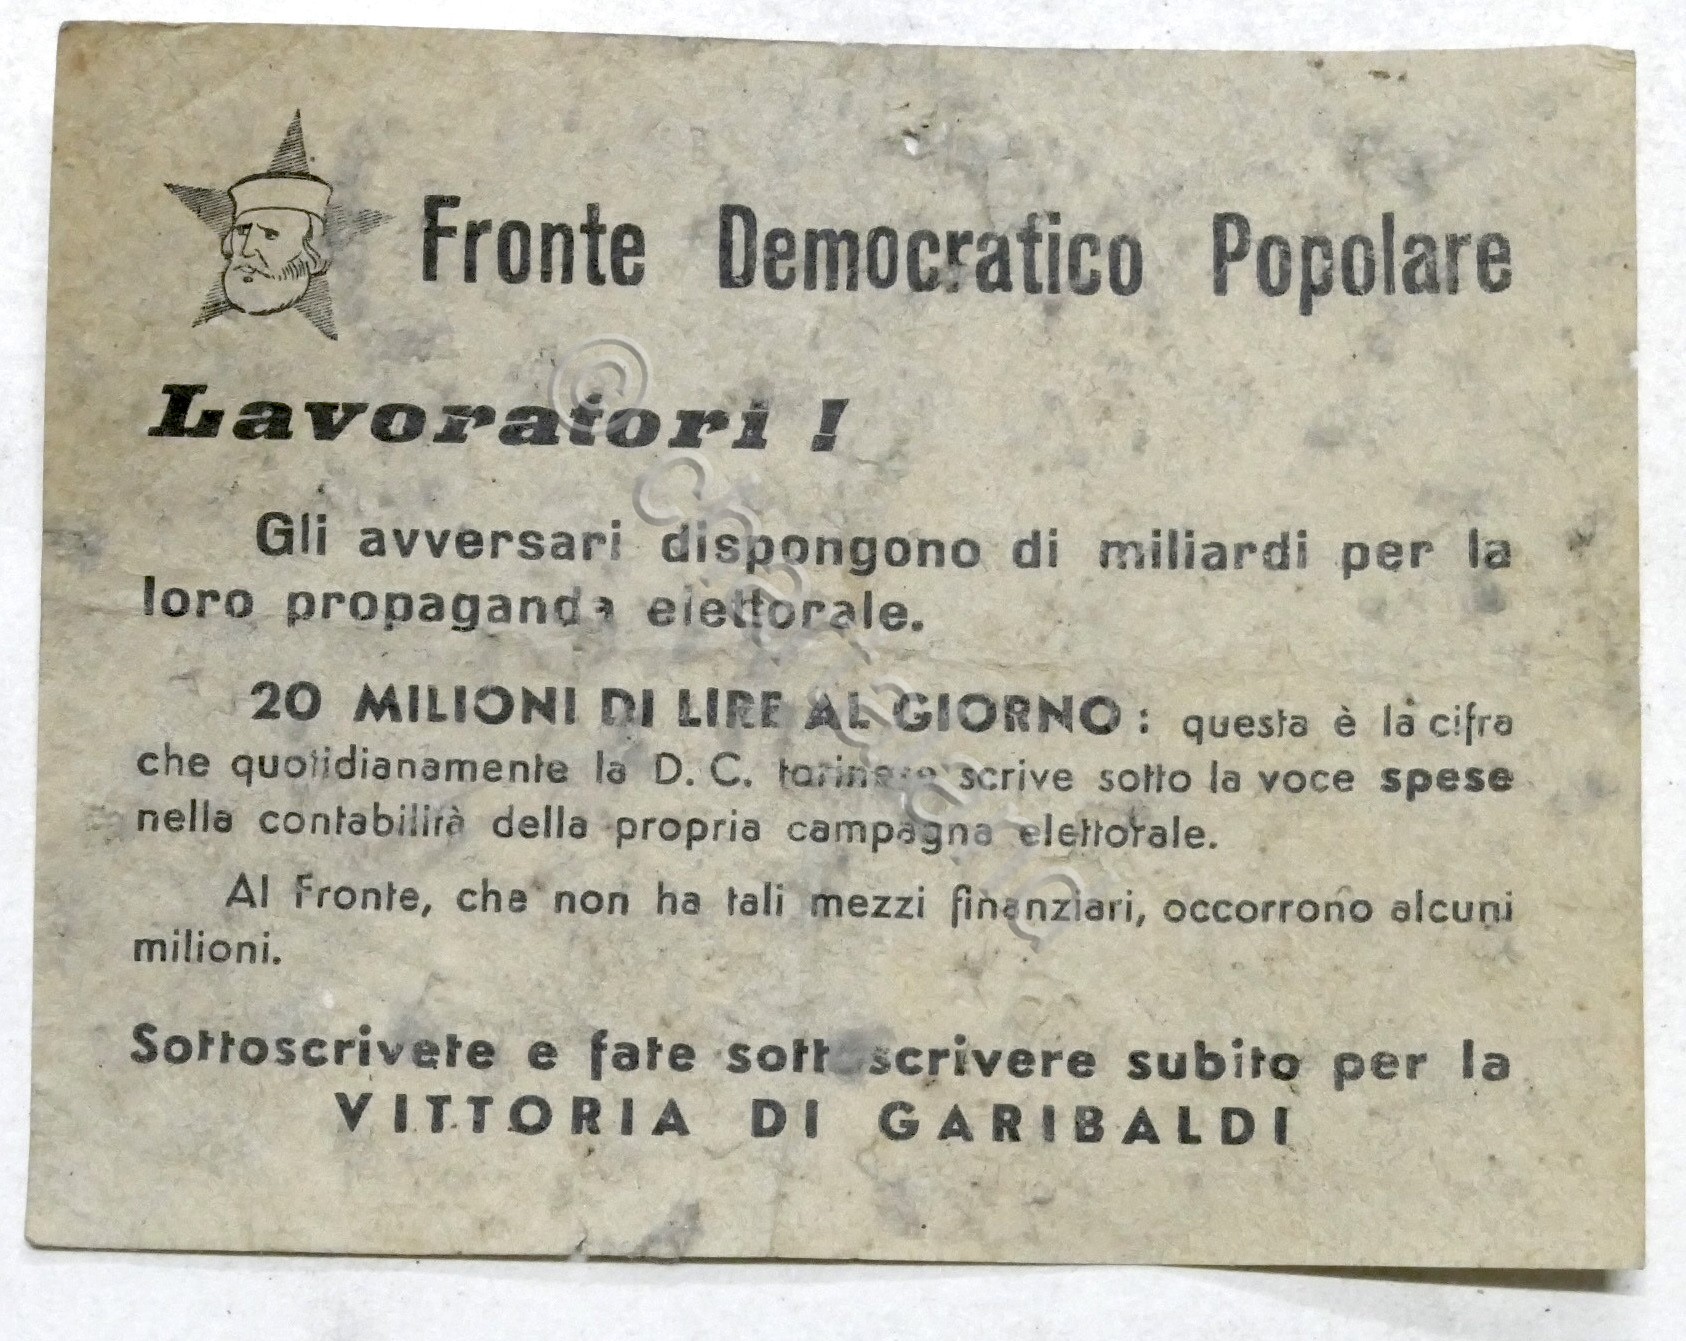 Fronte Democratico Popolare
Lavoratori !
Gli avversari dispongono di miliardi per la
loro propaganda elettorale.
20 MILIONI DI LIRE AL GIORNO : questa è la cifra
che quotidianamente la D. C. torinese scrive sotto la voce spese
nella contabilità della propria campagna elettorale.
Al Fronte, che non ha tali mezzi finanziari, occorrono alcuni
milioni.
Sottoscrivete e fate sottoscrivere subito per la
VITTORIA DI GARIBALDI